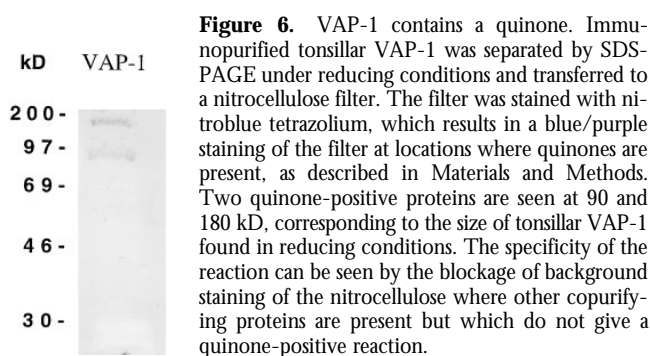 kD VAP-1
200-
97-
69-
46-
30-
Figure 6. VAP-1 contains a quinone. Immu-
nopurified tonsillar VAP-1 was separated by SDS-
PAGE under reducing conditions and transferred to
a nitrocellulose filter. The filter was stained with ni-
troblue tetrazolium, which results in a blue/purple
staining of the filter at locations where quinones are
present, as described in Materials and Methods.
Two quinone-positive proteins are seen at 90 and
180 kD, corresponding to the size of tonsillar VAP-1
found in reducing conditions. The specificity of the
reaction can be seen by the blockage of background
staining of the nitrocellulose where other copurify-
ing proteins are present but which do not give a
quinone-positive reaction.